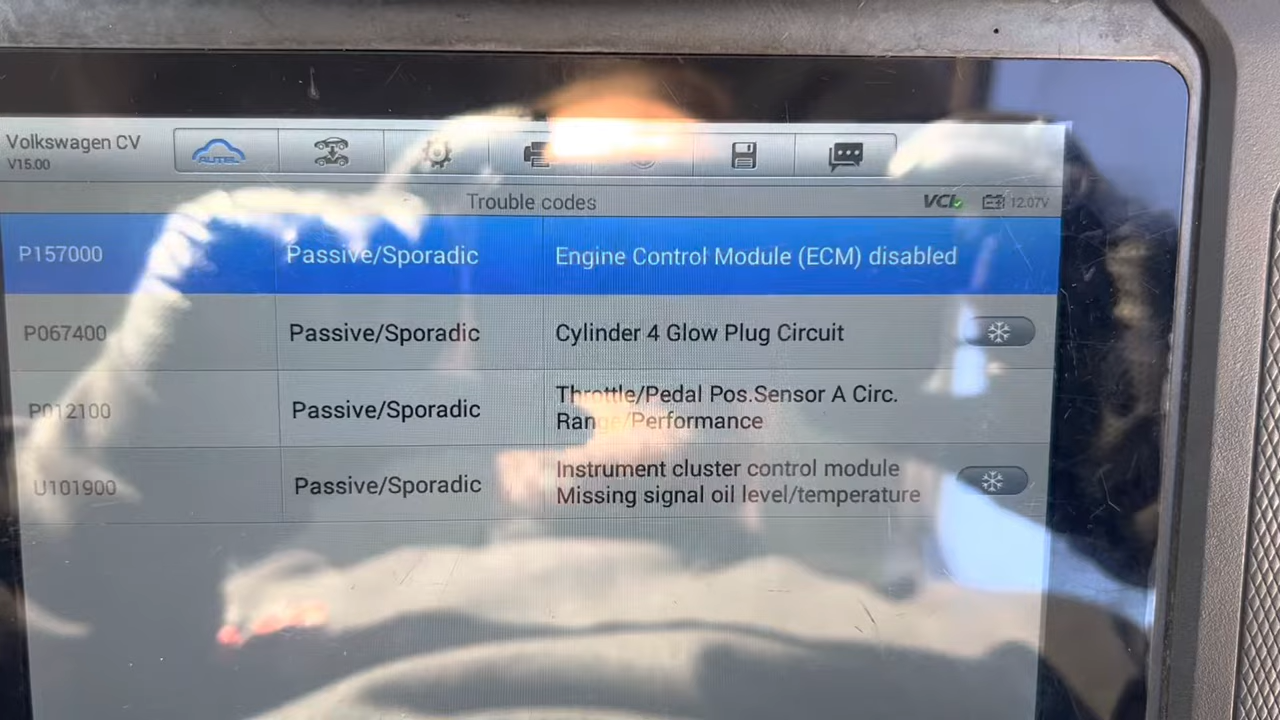 Volkswagen CV
V15.00
AUTEL
Trouble codes
VCI
12.07V
P157000 Passive/Sporadic Engine Control Module (ECM) disabled
P067400 Passive/Sporadic Cylinder 4 Glow Plug Circuit
P012100 Passive/Sporadic Throttle/Pedal Pos.Sensor A Circ.
Range/Performance
U101900 Passive/Sporadic Instrument cluster control module
Missing signal oil level/temperature